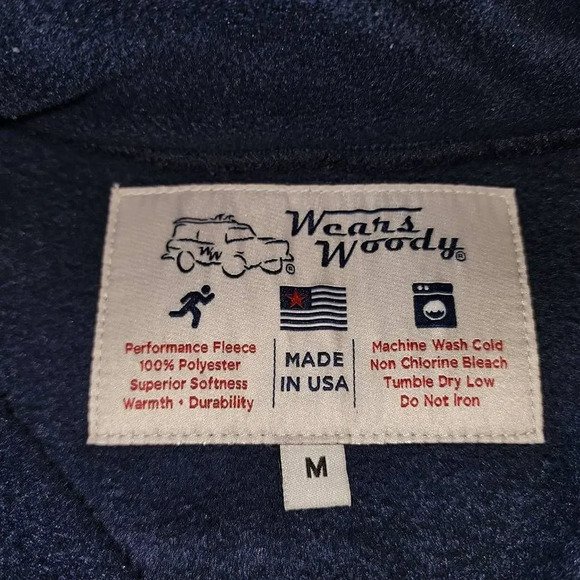 Wears
Woody®
WW
®
Performance Fleece
100% Polyester
Superior Softness
Warmth • Durability
MADE
IN USA
Machine Wash Cold
Non Chlorine Bleach
Tumble Dry Low
Do Not Iron
M